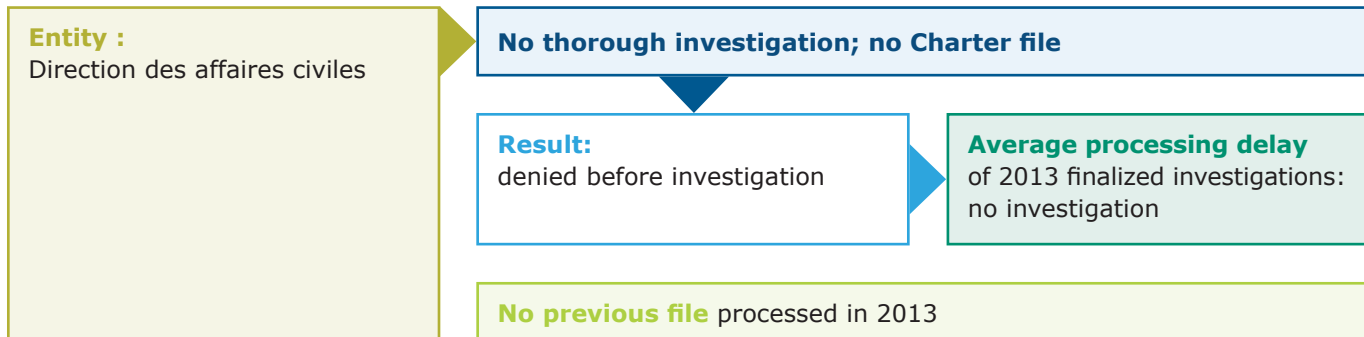 Entity :
Direction des affaires civiles
No thorough investigation; no Charter file
Result:
denied before investigation
Average processing delay
of 2013 finalized investigations:
no investigation
No previous file processed in 2013